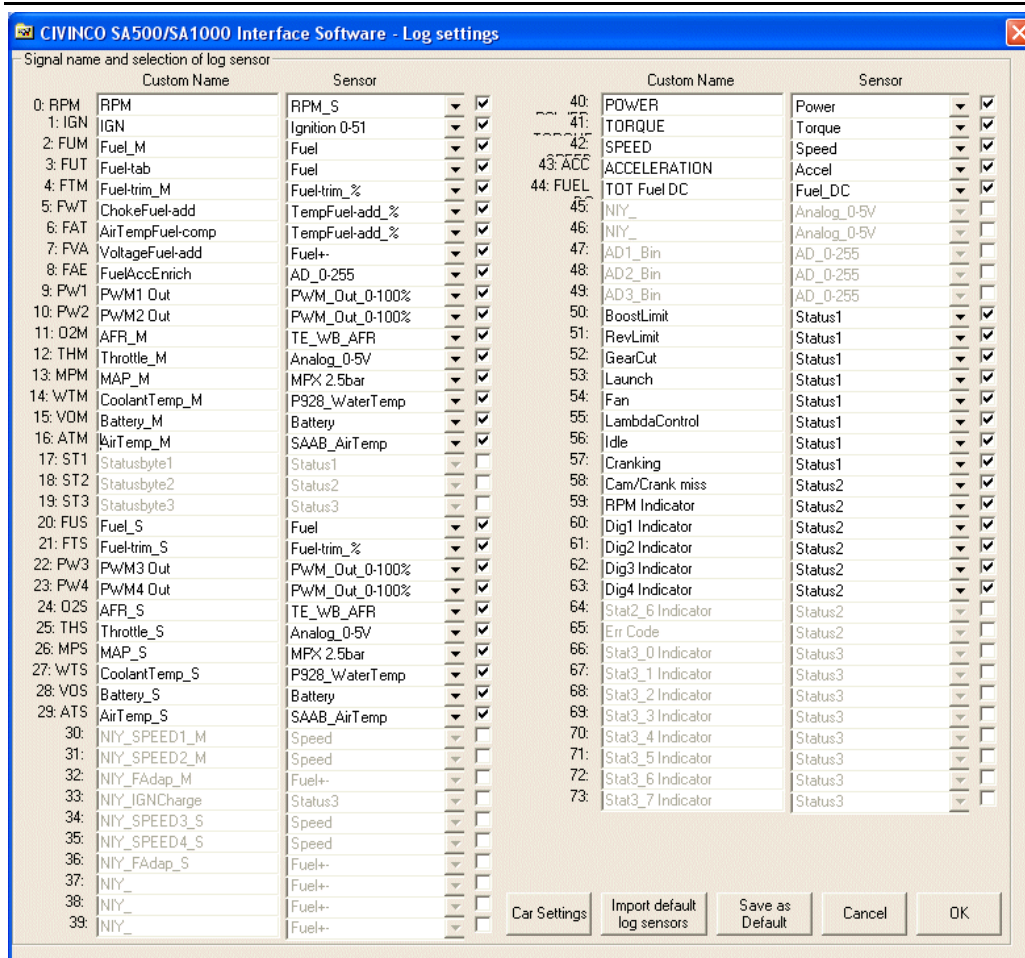 CIVINCO SA500/SA1000 Interface Software - Log settings
Signal name and selection of log sensor
Custom Name Sensor
0: RPM RPM RPM_S
1: IGN IGN Ignition 0-51
2: FUM Fuel_M Fuel
3: FUT Fuel-tab Fuel
4: FTM Fuel-trim_M Fuel-trim_%
5: FWT ChokeFuel-add TempFuel-add_%
6: FAT AirTempFuel-comp TempFuel-add_%
7: FVA VoltageFuel-add Fuel+-
8: FAE FuelAccEnrich AD_0-255
9: PW1 PWM1 Out PWM_Out_0-100%
10: PW2 PWM2 Out PWM_Out_0-100%
11: O2M AFR_M TE_WB_AFR
12: THM Throttle_M Analog_0-5V
13: MPM MAP_M MPX 2.5bar
14: WTM CoolantTemp_M P928_WaterTemp
15: VOM Battery_M Battery
16: ATM AirTemp_M SAAB_AirTemp
17: ST1 Statusbyte1 Status1
18: ST2 Statusbyte2 Status2
19: ST3 Statusbyte3 Status3
20: FUS Fuel_S Fuel
21: FTS Fuel-trim_S Fuel-trim_%
22: PW3 PWM3 Out PWM_Out_0-100%
23: PW4 PWM4 Out PWM_Out_0-100%
24: O2S AFR_S TE_WB_AFR
25: THS Throttle_S Analog_0-5V
26: MPS MAP_S MPX 2.5bar
27: WTS CoolantTemp_S P928_WaterTemp
28: VOS Battery_S Battery
29: ATS AirTemp_S SAAB_AirTemp
30: NIY_SPEED1_M Speed
31: NIY_SPEED2_M Speed
32: NIY_FAdap_M Fuel+-
33: NIY_IGNCharge Status3
34: NIY_SPEED3_S Speed
35: NIY_SPEED4_S Speed
36: NIY_FAdap_S Fuel+-
37: NIY_ Fuel+-
38: NIY_ Fuel+-
39: NIY_ Fuel+-
Custom Name Sensor
40: POWER Power
41: TORQUE Torque
42: SPEED Speed
43: ACC ACCELERATION Accel
44: FUEL TOT Fuel DC Fuel_DC
45: NIY_ Analog_0-5V
46: NIY_ Analog_0-5V
47: AD1_Bin AD_0-255
48: AD2_Bin AD_0-255
49: AD3_Bin AD_0-255
50: BoostLimit Status1
51: RevLimit Status1
52: GearCut Status1
53: Launch Status1
54: Fan Status1
55: LambdaControl Status1
56: Idle Status1
57: Cranking Status1
58: Cam/Crank miss Status2
59: RPM Indicator Status2
60: Dig1 Indicator Status2
61: Dig2 Indicator Status2
62: Dig3 Indicator Status2
63: Dig4 Indicator Status2
64: Stat2_6 Indicator Status2
65: Err Code Status2
66: Stat3_0 Indicator Status3
67: Stat3_1 Indicator Status3
68: Stat3_2 Indicator Status3
69: Stat3_3 Indicator Status3
70: Stat3_4 Indicator Status3
71: Stat3_5 Indicator Status3
72: Stat3_6 Indicator Status3
73: Stat3_7 Indicator Status3
Car Settings
Import default
log sensors
Save as
Default
Cancel
OK